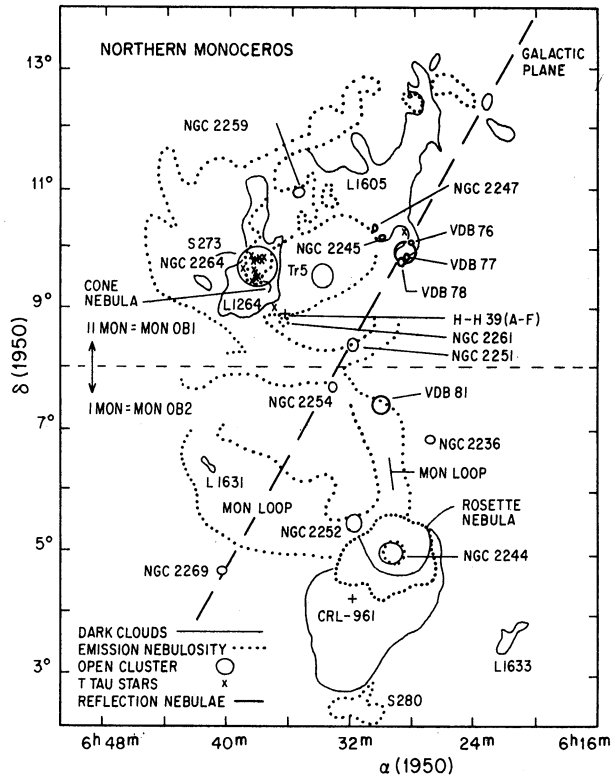 NORTHERN MONOCEROS
GALACTIC
PLANE
13°
NGC 2259
L1605
11°
NGC 2247
S273
NGC 2264
NGC 2245
VDB 76
Tr5
VDB 77
CONE
NEBULA
L1264
VDB 78
9°
H-H 39(A-F)
II MON = MON OB1
NGC 2261
NGC 2251
δ (1950)
I MON = MON OB2
NGC 2254
VDB 81
7°
NGC 2236
L1631
MON LOOP
MON LOOP
ROSETTE
NEBULA
NGC 2252
5°
NGC 2244
NGC 2269
CRL-961
DARK CLOUDS
EMISSION NEBULOSITY
OPEN CLUSTER
T TAU STARS x
REFLECTION NEBULAE
3°
L1633
S280
6h 48m 40m 32m 24m 6h 16m
α (1950)